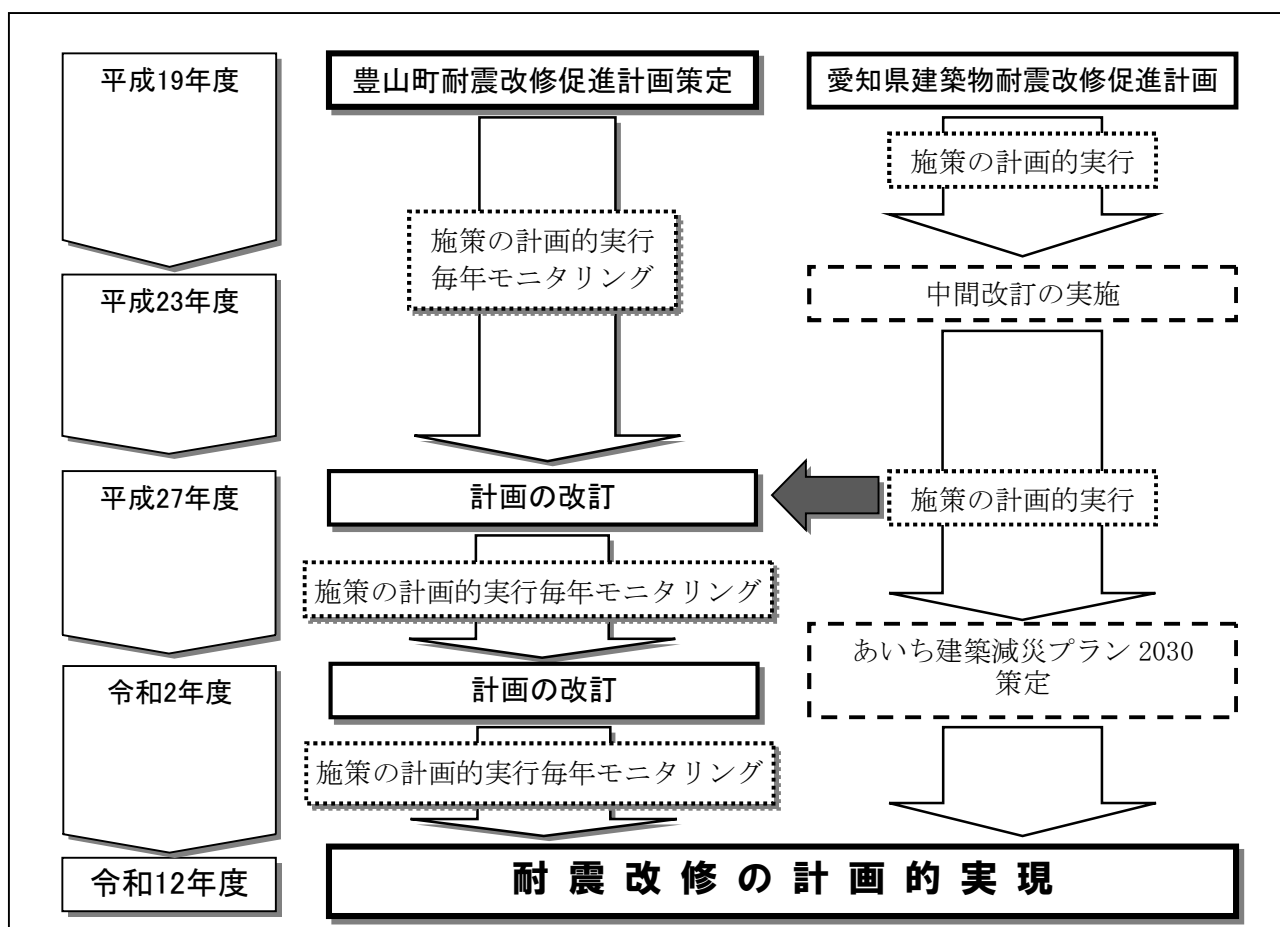 平成19年度
豊山町耐震改修促進計画策定
愛知県建築物耐震改修促進計画
施策の計画的実行
施策の計画的実行
毎年モニタリング
平成23年度
中間改訂の実施
平成27年度
計画の改訂
施策の計画的実行
施策の計画的実行毎年モニタリング
あいち建築減災プラン 2030
策定
令和2年度
計画の改訂
施策の計画的実行毎年モニタリング
令和12年度
耐震改修の計画的実現